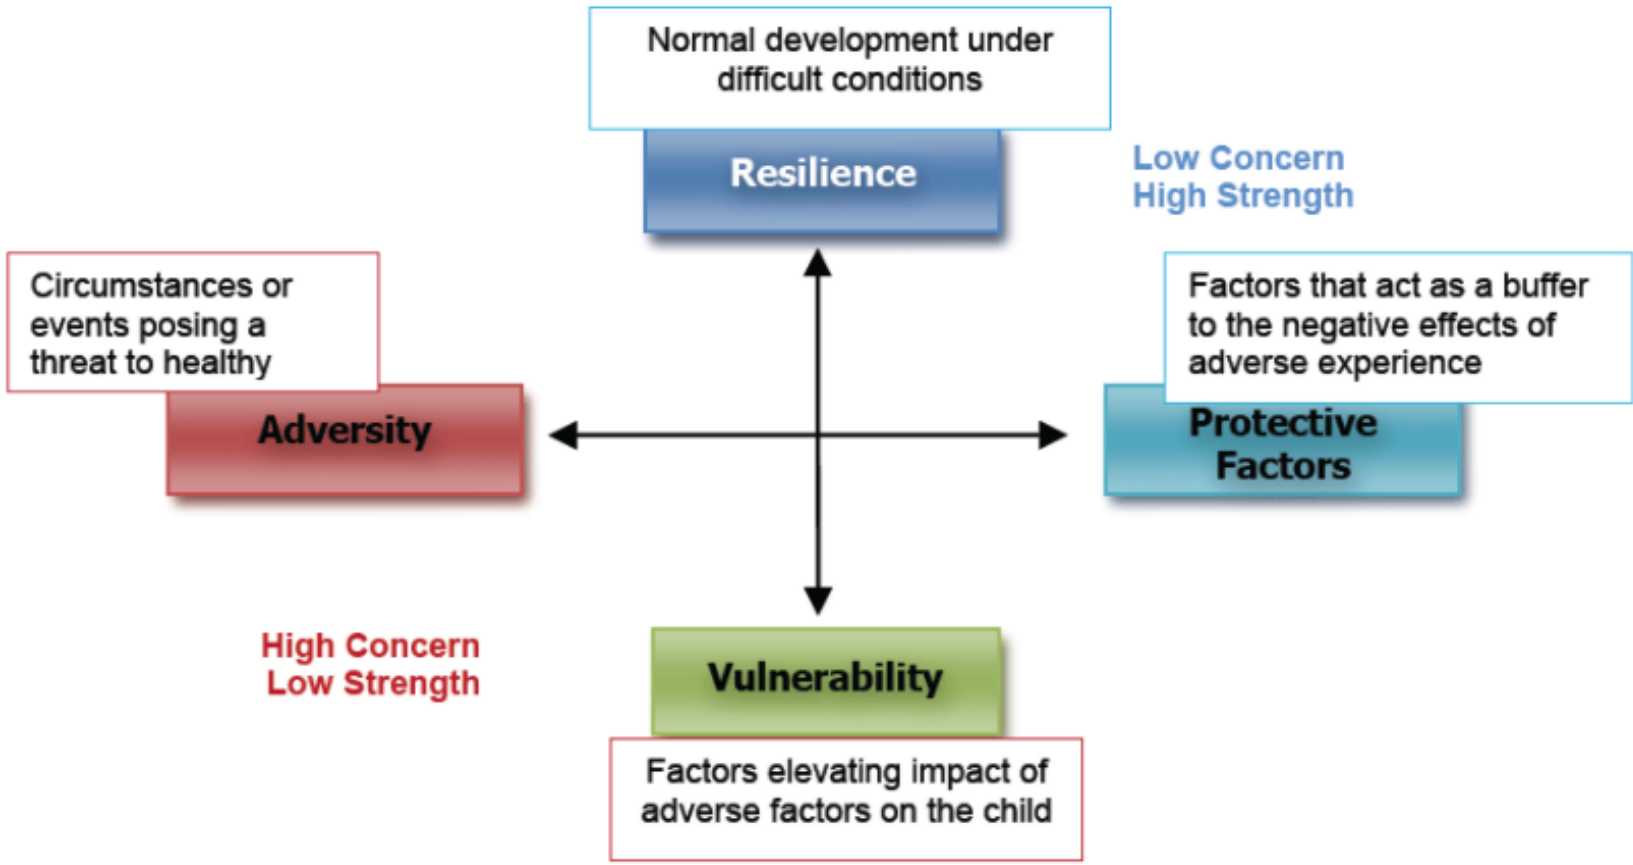 Normal development under
difficult conditions
Resilience
Low Concern
High Strength
Circumstances or
events posing a
threat to healthy
Adversity
Factors that act as a buffer
to the negative effects of
adverse experience
Protective
Factors
High Concern
Low Strength
Vulnerability
Factors elevating impact of
adverse factors on the child